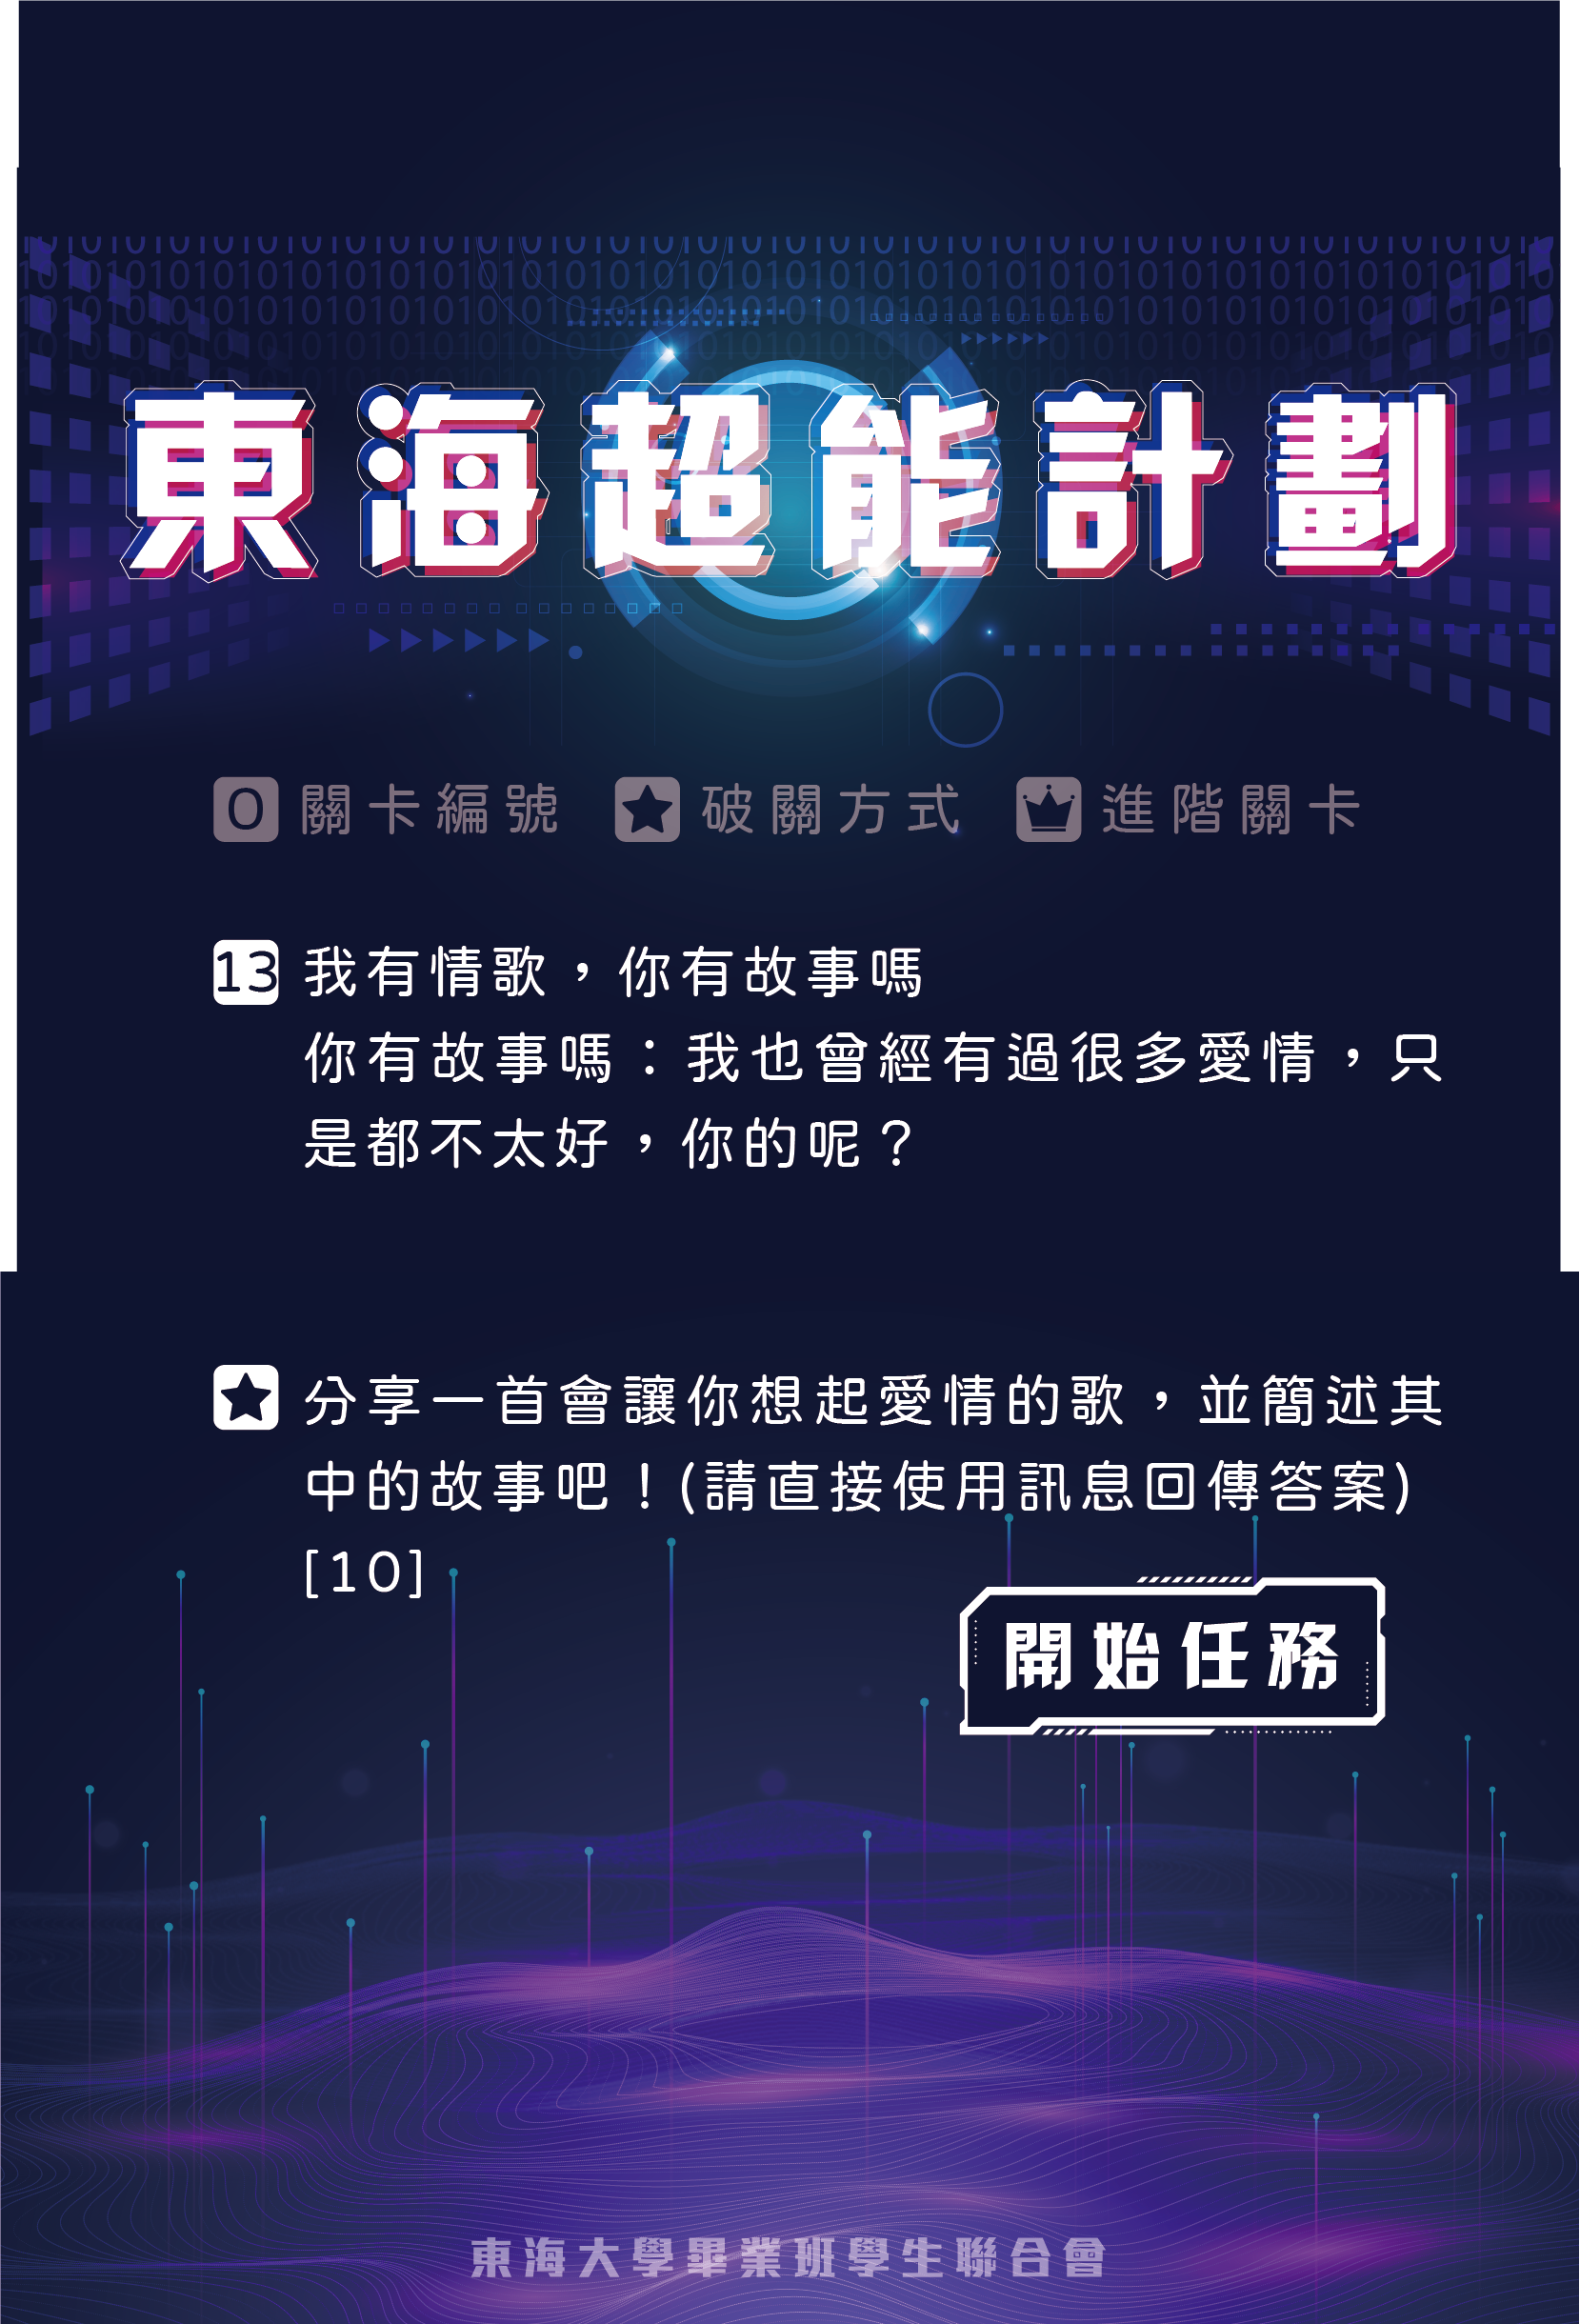 東海超能計劃
0 關卡編號 破關方式 進階關卡
13 我有情歌，你有故事嗎
你有故事嗎：我也曾經有過很多愛情，只
是都不太好，你的呢？
分享一首會讓你想起愛情的歌，並簡述其
中的故事吧！(請直接使用訊息回傳答案)
[10]
開始任務
東海大學畢業班學生聯合會